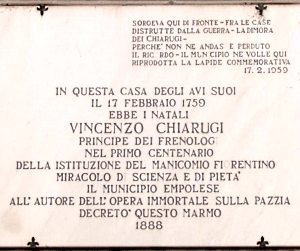 SORGEVA QUI DI FRONTE - FRA LE CASE
DISTRUTTE DALLA GUERRA - LA DIMORA
DEI CHIARUGI -
PERCHE' NON NE ANDAS E PERDUTO
IL RIC RDO - IL MUN CIPIO NE VOLLE QUI
RIPRODOTTA LA LAPIDE COMMEMORATIVA
17. 2. 1959
IN QUESTA CASA DEGLI AVI SUOI
IL 17 FEBBRAIO 1759
EBBE I NATALI
VINCENZO CHIARUGI
PRINCIPE DEI FRENOLOGI
NEL PRIMO CENTENARIO
DELLA ISTITUZIONE DEL MANICOMIO FIORENTINO
MIRACOLO DI SCIENZA E DI PIETA'
IL MUNICIPIO EMPOLESE
ALL' AUTORE DELL' OPERA IMMORTALE SULLA PAZZIA
DECRETO' QUESTO MARMO
1888